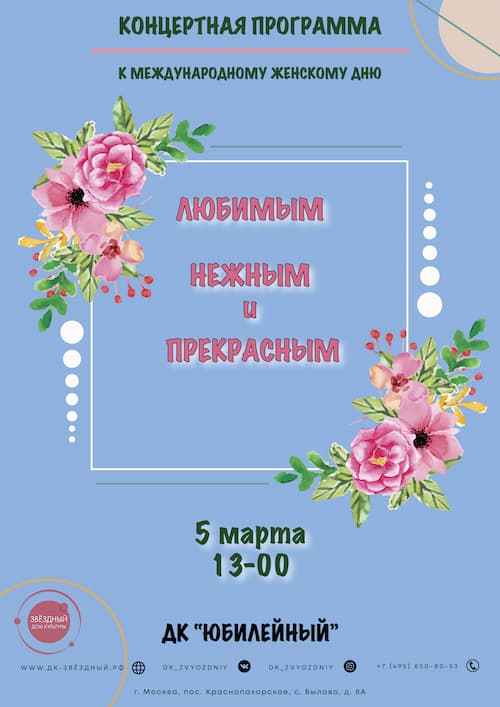 КОНЦЕРТНАЯ ПРОГРАММА
К МЕЖДУНАРОДНОМУ ЖЕНСКОМУ ДНЮ
ЛЮБИМЫМ
НЕЖНЫМ
и
ПРЕКРАСНЫМ
5 марта
13-00
ЗВЁЗДНЫЙ
ДОМ КУЛЬТУРЫ
ДК "ЮБИЛЕЙНЫЙ"
WWW.ДК-ЗВЁЗДНЫЙ.РФ DK_ZVYOZDNIY DK_ZVYOZDNIY +7 (495) 850-80-53
г. Москва, пос. Краснопахорское, с. Былово, д. 8А